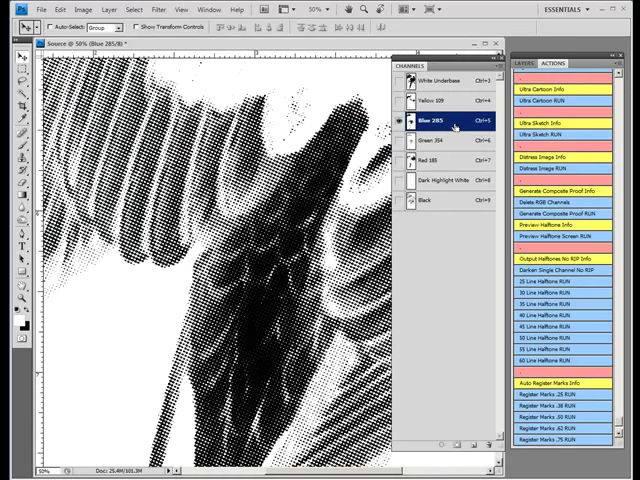 Ps File Edit Image Layer Select Filter View Window Help 50% ESSENTIALS
Auto-Select: Group Show Transform Controls
Source @ 50% (Blue 285/8) *
CHANNELS
White Underbase Ctrl+3
Yellow 109 Ctrl+4
Blue 285 Ctrl+5
Green 354 Ctrl+6
Red 185 Ctrl+7
Dark Highlight White Ctrl+8
Black Ctrl+9
LAYERS ACTIONS
Ultra Cartoon Info
Ultra Cartoon RUN
Ultra Sketch Info
Ultra Sketch RUN
Distress Image Info
Distress Image RUN
Generate Composite Proof Info
Delete RGB Channels
Generate Composite Proof RUN
Preview Halftone Info
Preview Halftone Screen RUN
Output Halftones No RIP Info
Darken Single Channel No RIP
25 Line Halftone RUN
30 Line Halftone RUN
35 Line Halftone RUN
40 Line Halftone RUN
45 Line Halftone RUN
50 Line Halftone RUN
55 Line Halftone RUN
60 Line Halftone RUN
Auto Register Marks Info
Register Marks .25 RUN
Register Marks .38 RUN
Register Marks .50 RUN
Register Marks .62 RUN
Register Marks .75 RUN
50% Doc: 25.4M/101.3M